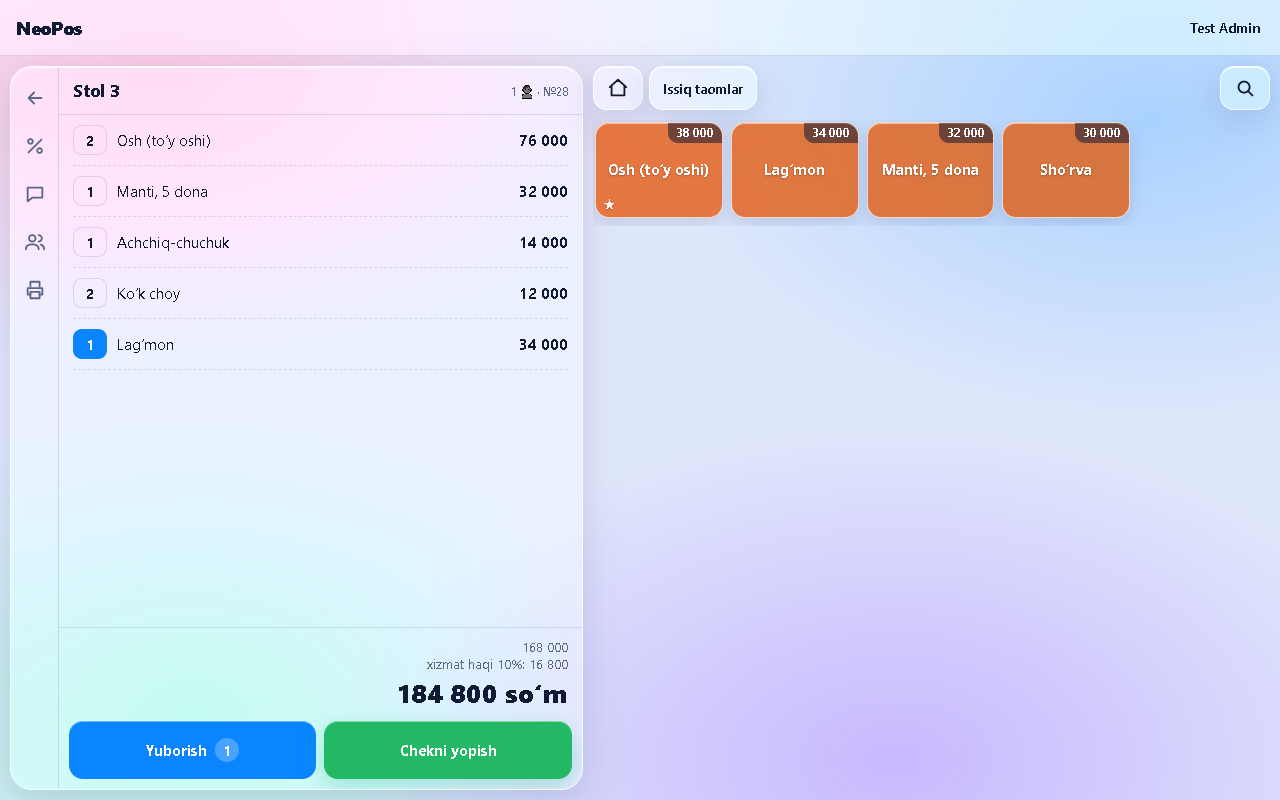 NeoPos
Test Admin
Stol 3
1 · №28
2 Osh (to‘y oshi) 76 000
1 Manti, 5 dona 32 000
1 Achchiq-chuchuk 14 000
2 Ko‘k choy 12 000
1 Lag‘mon 34 000
168 000
xizmat haqi 10%: 16 800
184 800 so‘m
Yuborish 1
Chekni yopish
Issiq taomlar
38 000
Osh (to‘y oshi)
34 000
Lag‘mon
32 000
Manti, 5 dona
30 000
Sho‘rva